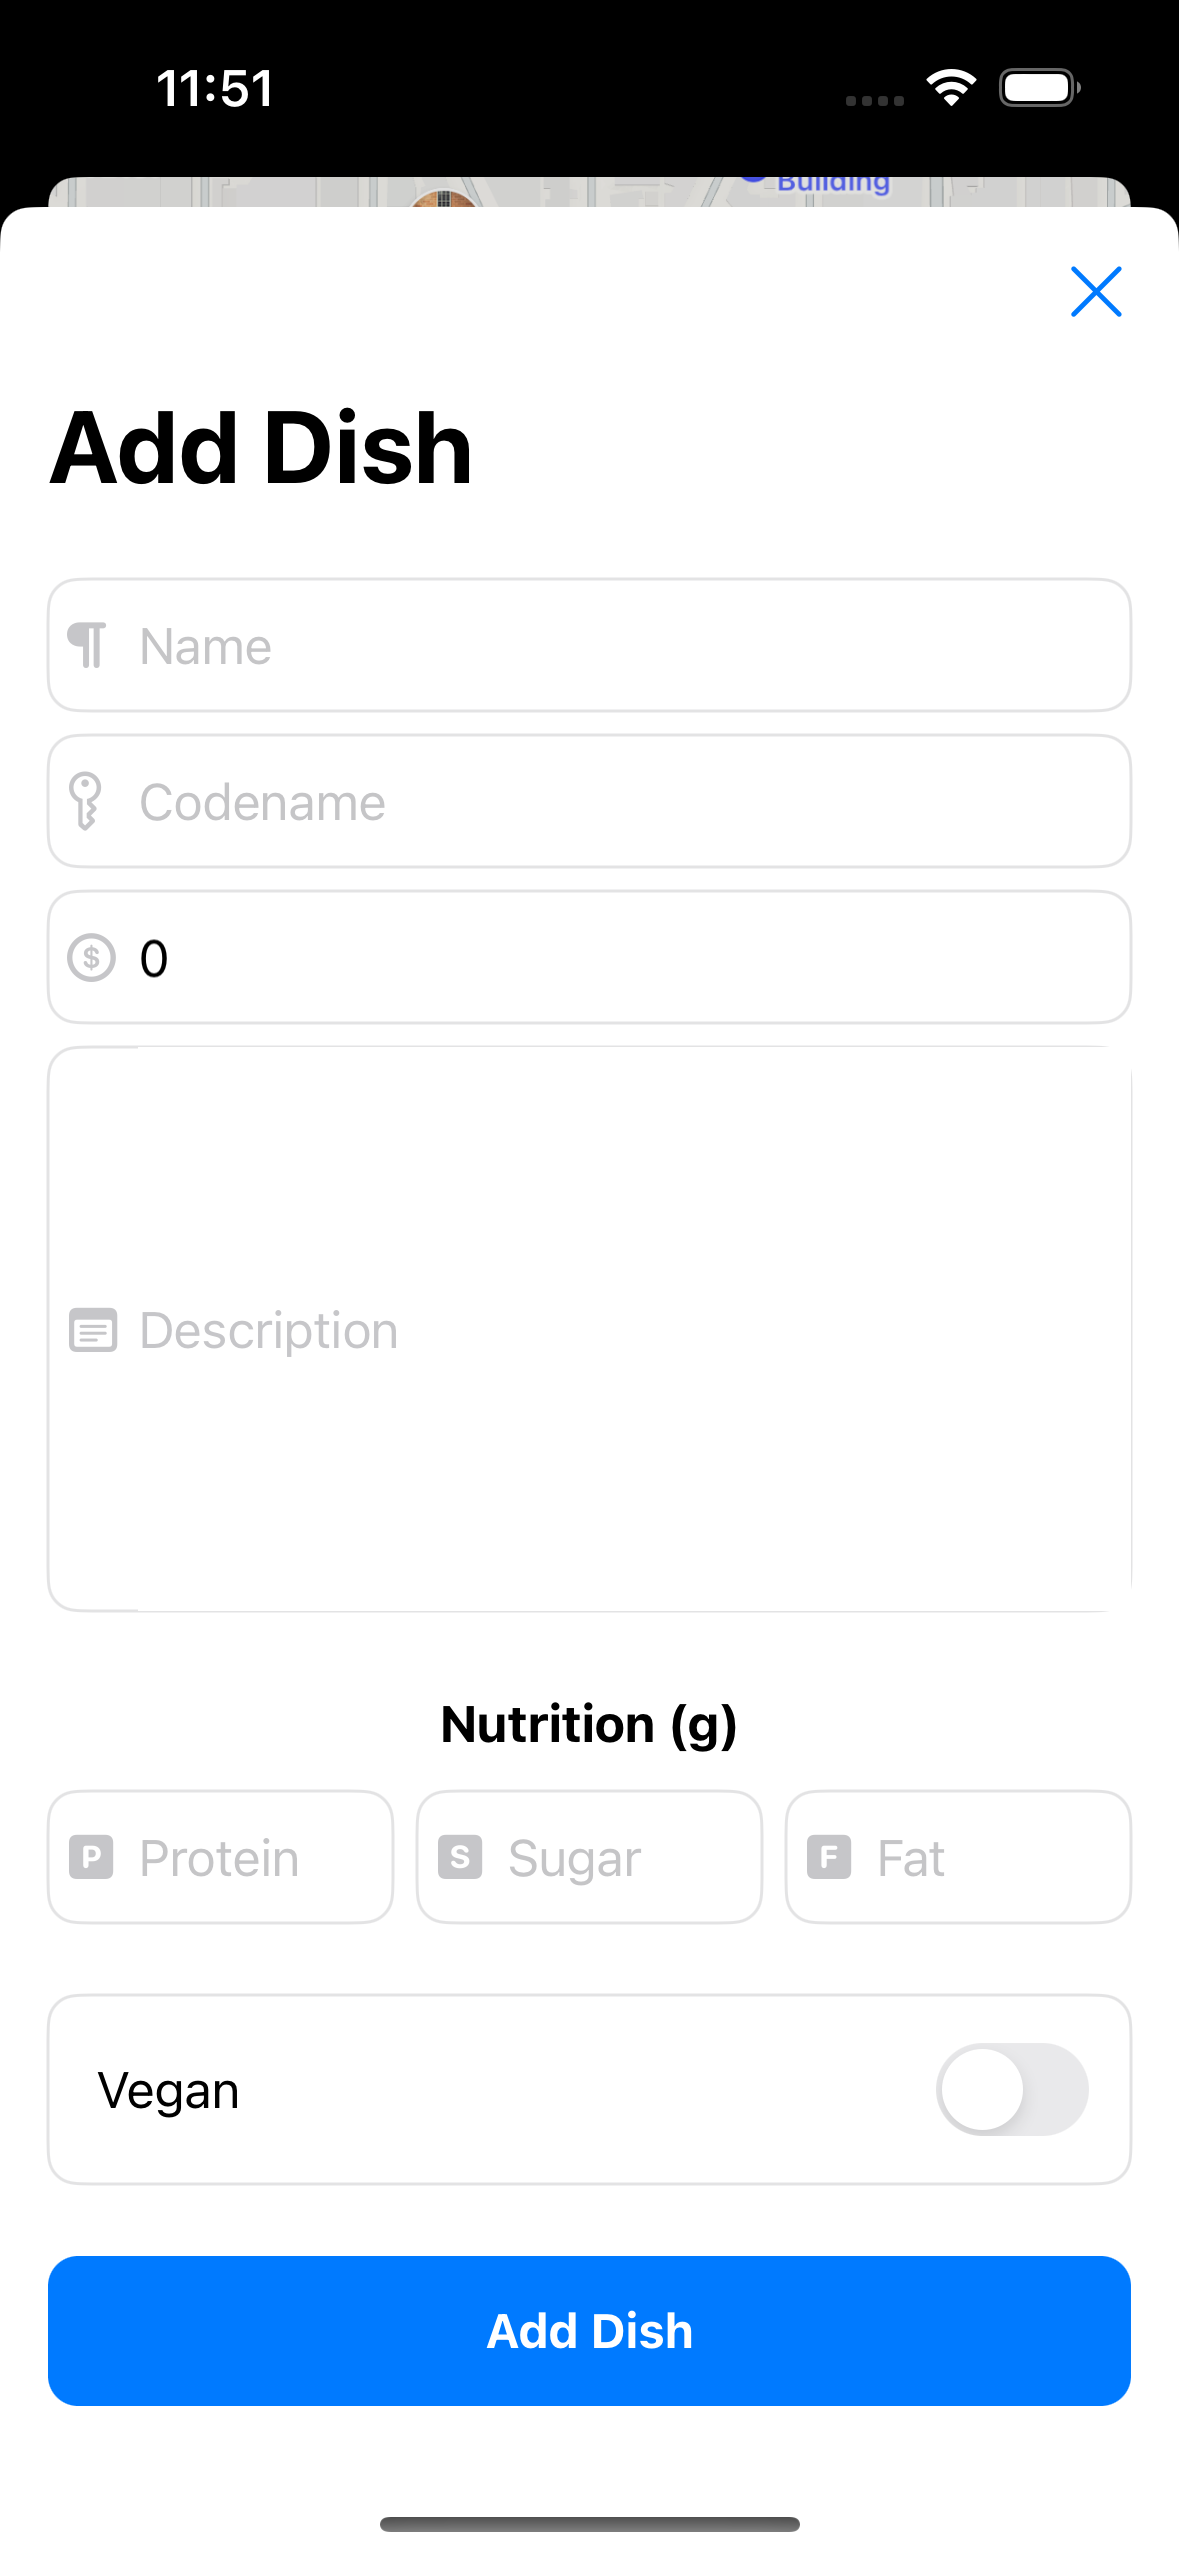 11:51
Building
Add Dish
Name
Codename
$ 0
Description
Nutrition (g)
P Protein S Sugar F Fat
Vegan
Add Dish